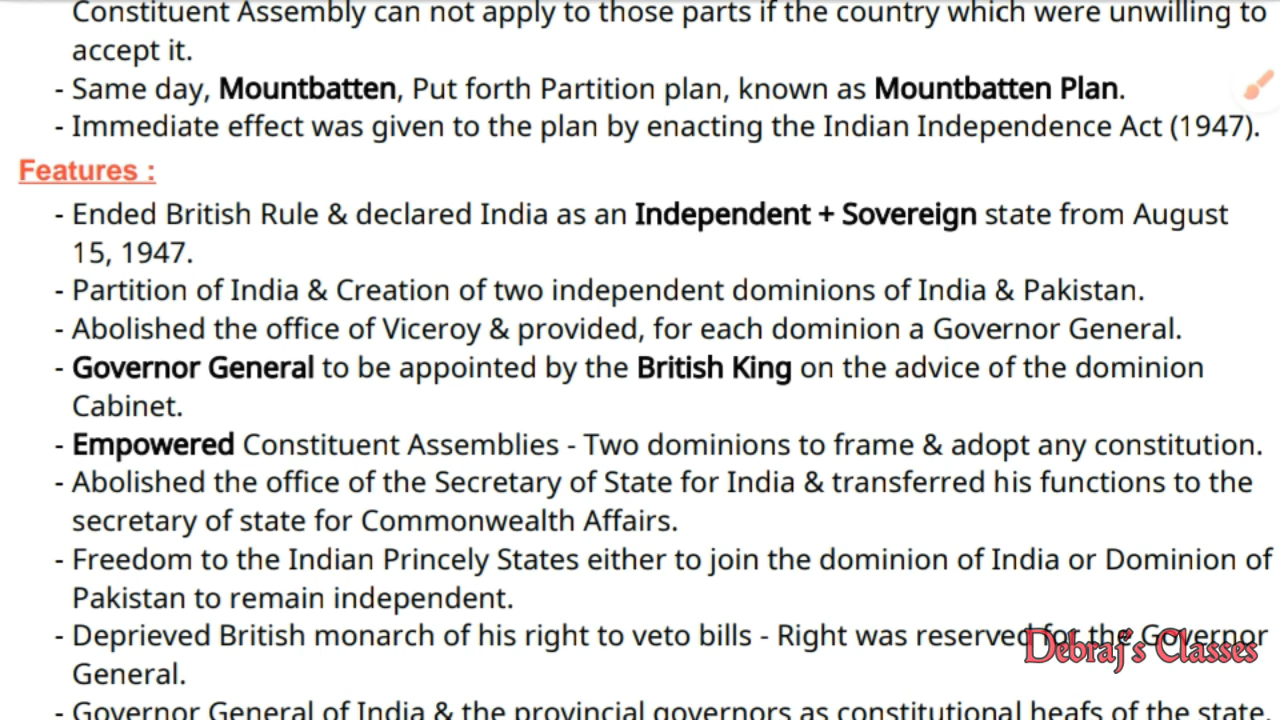 Constituent Assembly can not apply to those parts if the country which were unwilling to
accept it.
- Same day, Mountbatten, Put forth Partition plan, known as Mountbatten Plan.
- Immediate effect was given to the plan by enacting the Indian Independence Act (1947).
Features :
- Ended British Rule & declared India as an Independent + Sovereign state from August
15, 1947.
- Partition of India & Creation of two independent dominions of India & Pakistan.
- Abolished the office of Viceroy & provided, for each dominion a Governor General.
- Governor General to be appointed by the British King on the advice of the dominion
Cabinet.
- Empowered Constituent Assemblies - Two dominions to frame & adopt any constitution.
- Abolished the office of the Secretary of State for India & transferred his functions to the
secretary of state for Commonwealth Affairs.
- Freedom to the Indian Princely States either to join the dominion of India or Dominion of
Pakistan to remain independent.
- Deprieved British monarch of his right to veto bills - Right was reserved for the Governor
General.
Debraj's Classes
- Governor General of India & the provincial governors as constitutional heafs of the state.